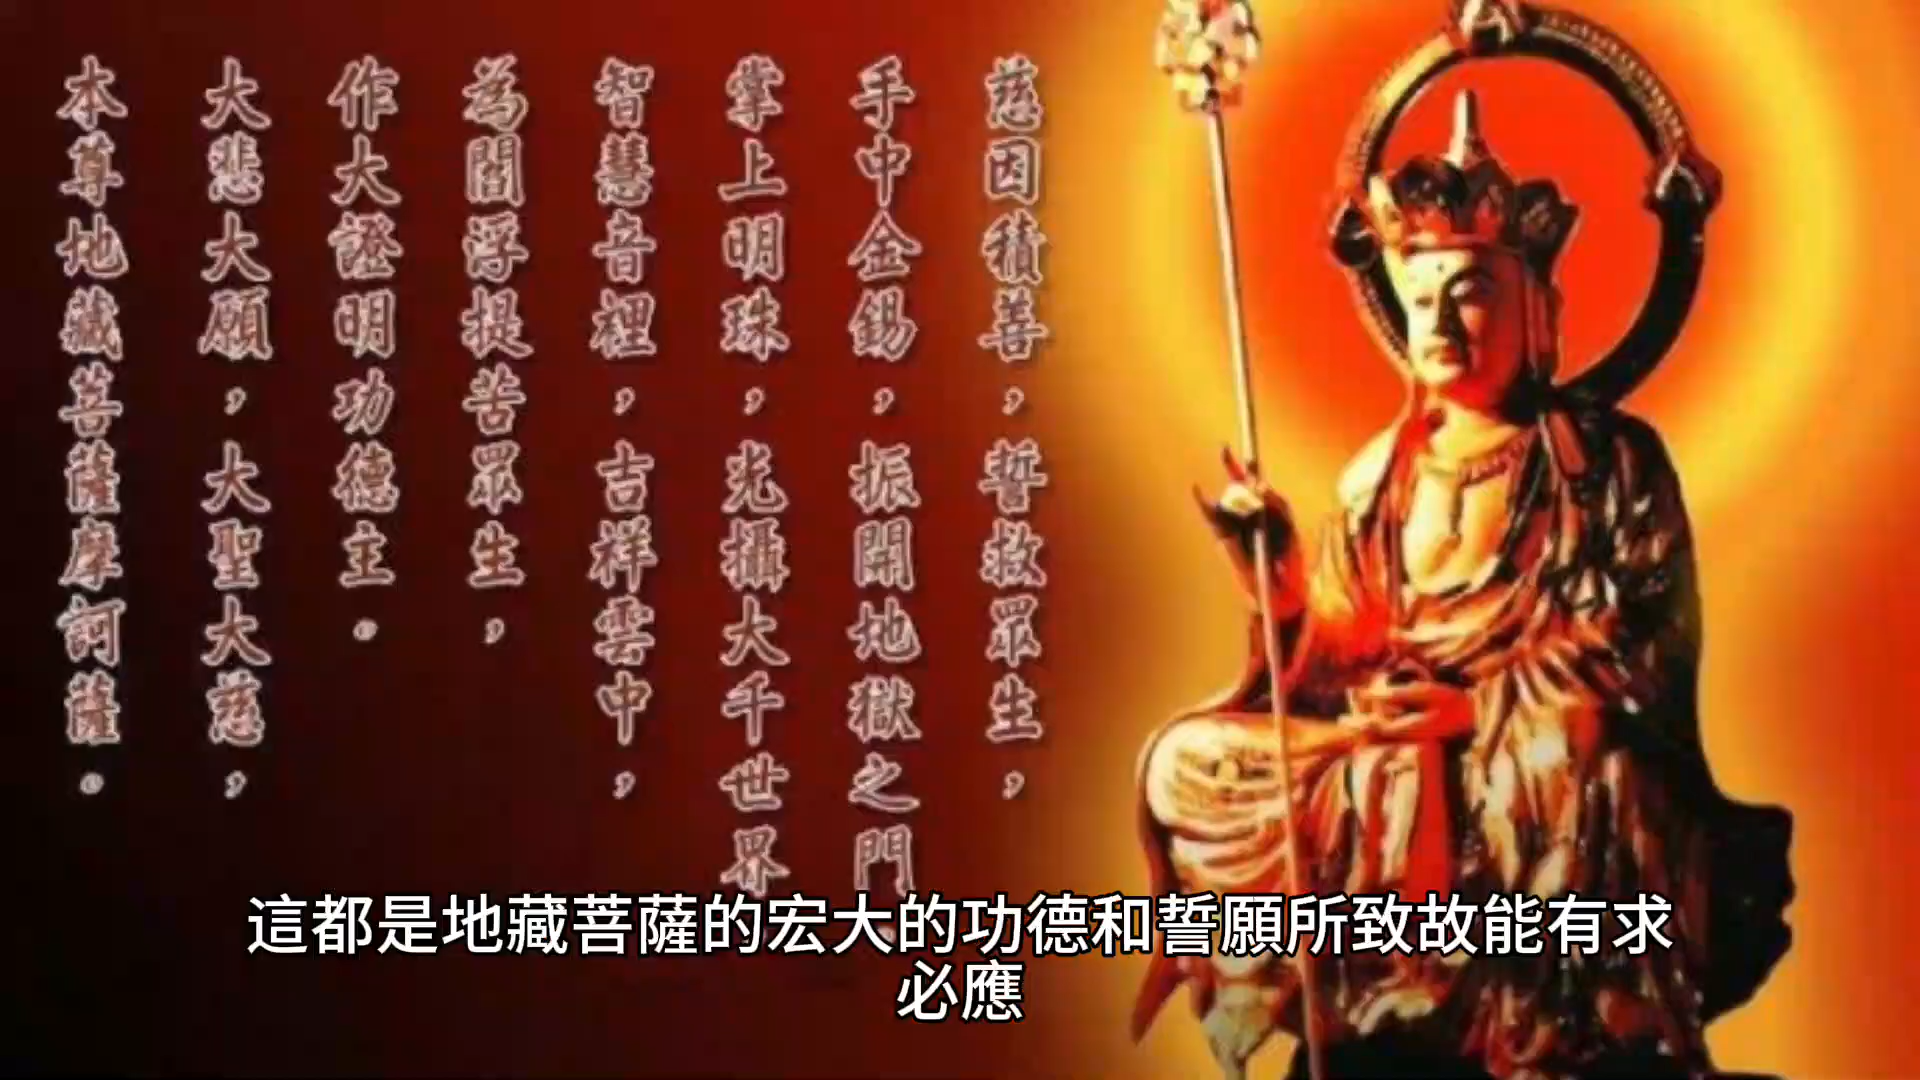 慈因積善，誓救眾生，
手中金錫，振開地獄之門
掌上明珠，光攝大千世界
智慧音裡，吉祥雲中，
為閻浮提苦眾生，
作大證明功德主。
大悲大願，大聖大慈，
本尊地藏菩薩摩訶薩。
這都是地藏菩薩的宏大的功德和誓願所致故能有求
必應